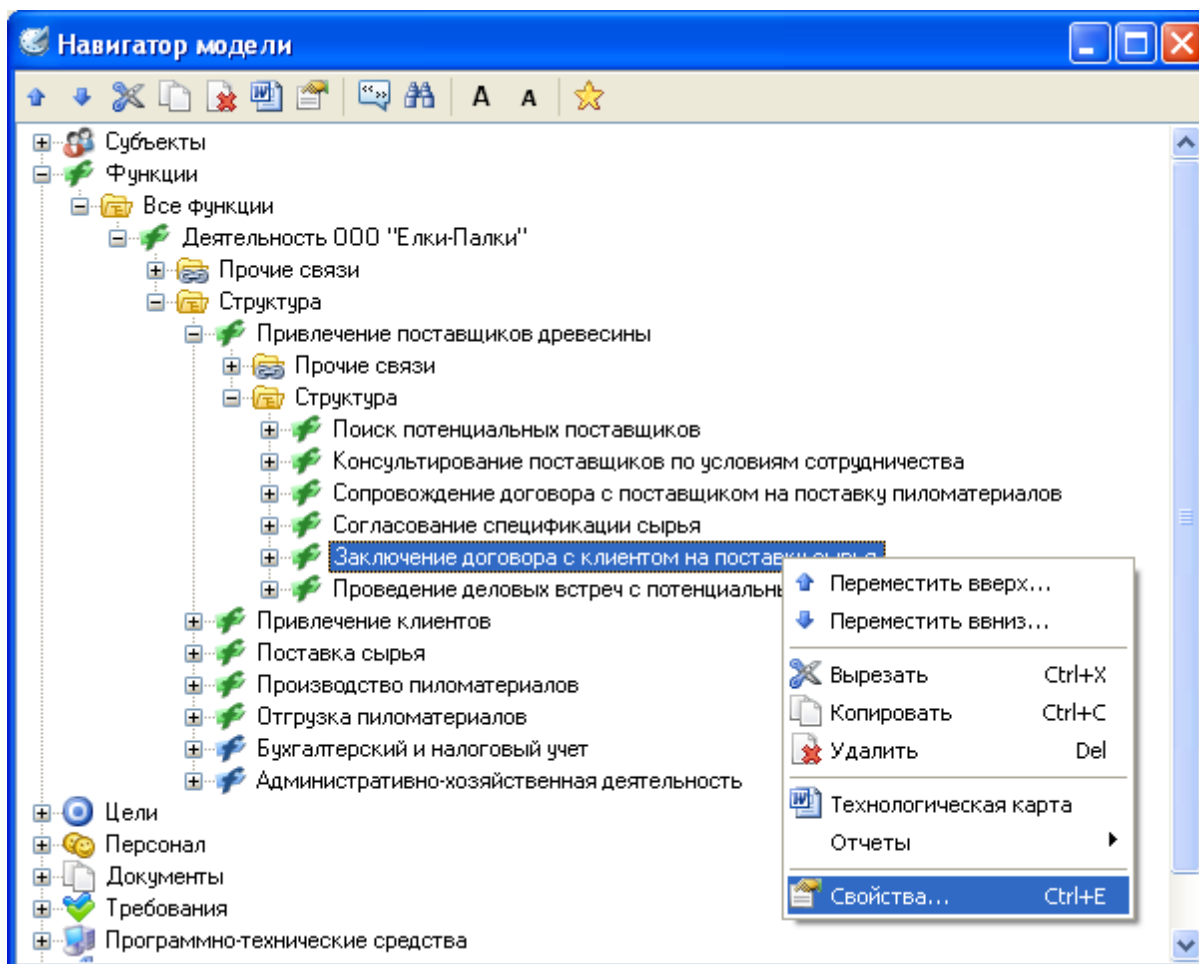 Навигатор модели
A A
Субъекты
Функции
Все функции
Деятельность ООО "Елки-Палки"
Прочие связи
Структура
Привлечение поставщиков древесины
Прочие связи
Структура
Поиск потенциальных поставщиков
Консультирование поставщиков по условиям сотрудничества
Сопровождение договора с поставщиком на поставку пиломатериалов
Согласование спецификации сырья
Заключение договора с клиентом на поставку сырья
Проведение деловых встреч с потенциальны
Привлечение клиентов
Поставка сырья
Производство пиломатериалов
Отгрузка пиломатериалов
Бухгалтерский и налоговый учет
Административно-хозяйственная деятельность
Цели
Персонал
Документы
Требования
Программно-технические средства
Переместить вверх...
Переместить ввниз...
Вырезать Ctrl+X
Копировать Ctrl+C
Удалить Del
Технологическая карта
Отчеты
Свойства... Ctrl+E